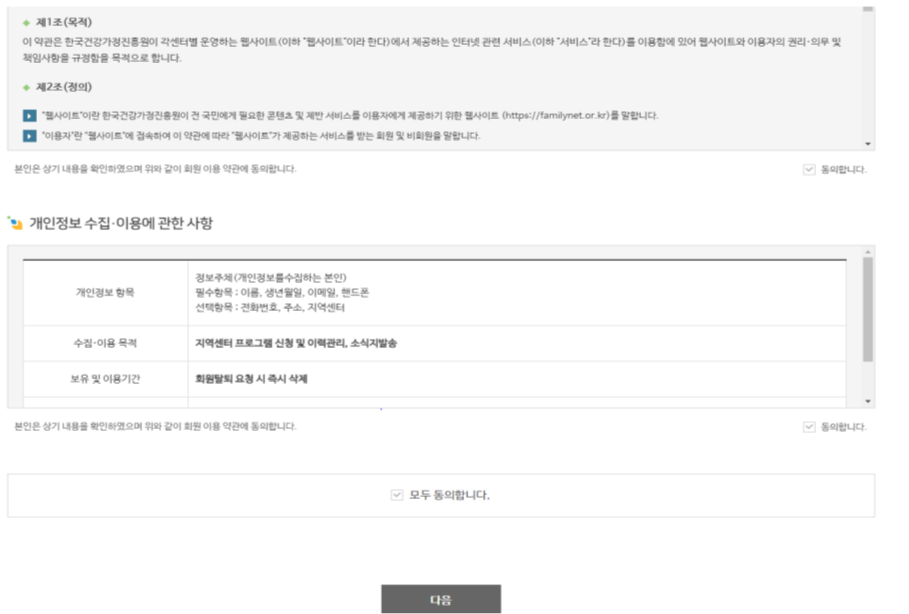 제1조(목적)
이 약관은 한국건강가정진흥원이 각센터별 운영하는 웹사이트(이하 "웹사이트"이라 한다)에서 제공하는 인터넷 관련 서비스(이하 "서비스"라 한다)를 이용함에 있어 웹사이트와 이용자의 권리·의무 및
책임사항을 규정함을 목적으로 합니다.
제2조(정의)
"웹사이트"이란 한국건강가정진흥원이 전 국민에게 필요한 콘텐츠 및 제반 서비스를 이용자에게 제공하기 위한 웹사이트 (https://familynet.or.kr)를 말합니다.
"이용자"란 "웹사이트"에 접속하여 이 약관에 따라 "웹사이트"가 제공하는 서비스를 받는 회원 및 비회원을 말합니다.
본인은 상기 내용을 확인하였으며 위와 같이 회원 이용 약관에 동의합니다. 동의합니다.
개인정보 수집·이용에 관한 사항
정보주체(개인정보를수집하는 본인)
개인정보 항목 필수항목 : 이름, 생년월일, 이메일, 핸드폰
선택항목 : 전화번호, 주소, 지역센터
수집·이용 목적 지역센터 프로그램 신청 및 이력관리, 소식지발송
보유 및 이용기간 회원탈퇴 요청 시 즉시 삭제
본인은 상기 내용을 확인하였으며 위와 같이 회원 이용 약관에 동의합니다. 동의합니다.
모두 동의합니다.
다음